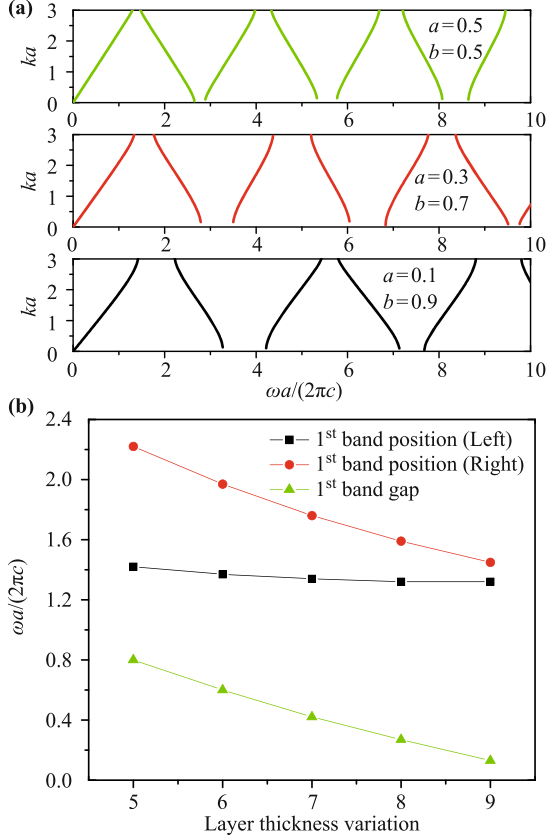 (a)
3
2
1
0
ka
a=0.5
b=0.5
0 2 4 6 8 10
3
2
1
0
ka
a=0.3
b=0.7
0 2 4 6 8 10
3
2
1
0
ka
a=0.1
b=0.9
0 2 4 6 8 10
ωa/(2πc)
(b)
2.4
2.0
1.6
1.2
0.8
0.4
0.0
ωa/(2πc)
1st band position (Left)
1st band position (Right)
1st band gap
5 6 7 8 9
Layer thickness variation